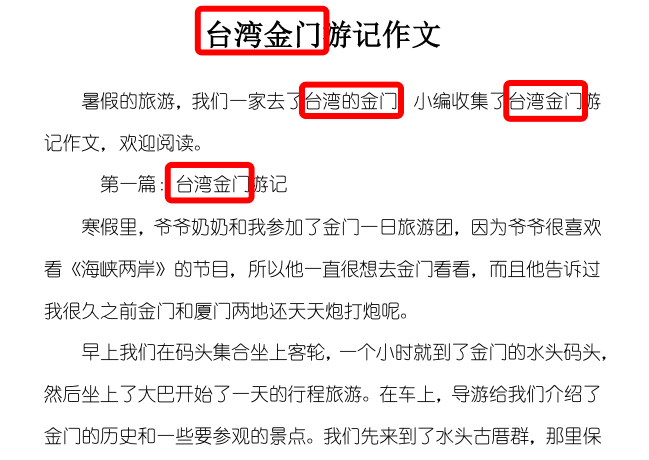 台湾金门游记作文
暑假的旅游，我们一家去了台湾的金门 小编收集了台湾金门游
记作文，欢迎阅读。
第一篇：台湾金门游记
寒假里，爷爷奶奶和我参加了金门一日旅游团，因为爷爷很喜欢
看《海峡两岸》的节目，所以他一直很想去金门看看，而且他告诉过
我很久之前金门和厦门两地还天天炮打炮呢。
早上我们在码头集合坐上客轮，一个小时就到了金门的水头码头，
然后坐上了大巴开始了一天的行程旅游。在车上，导游给我们介绍了
金门的历史和一些要参观的景点。我们先来到了水头古厝群，那里保